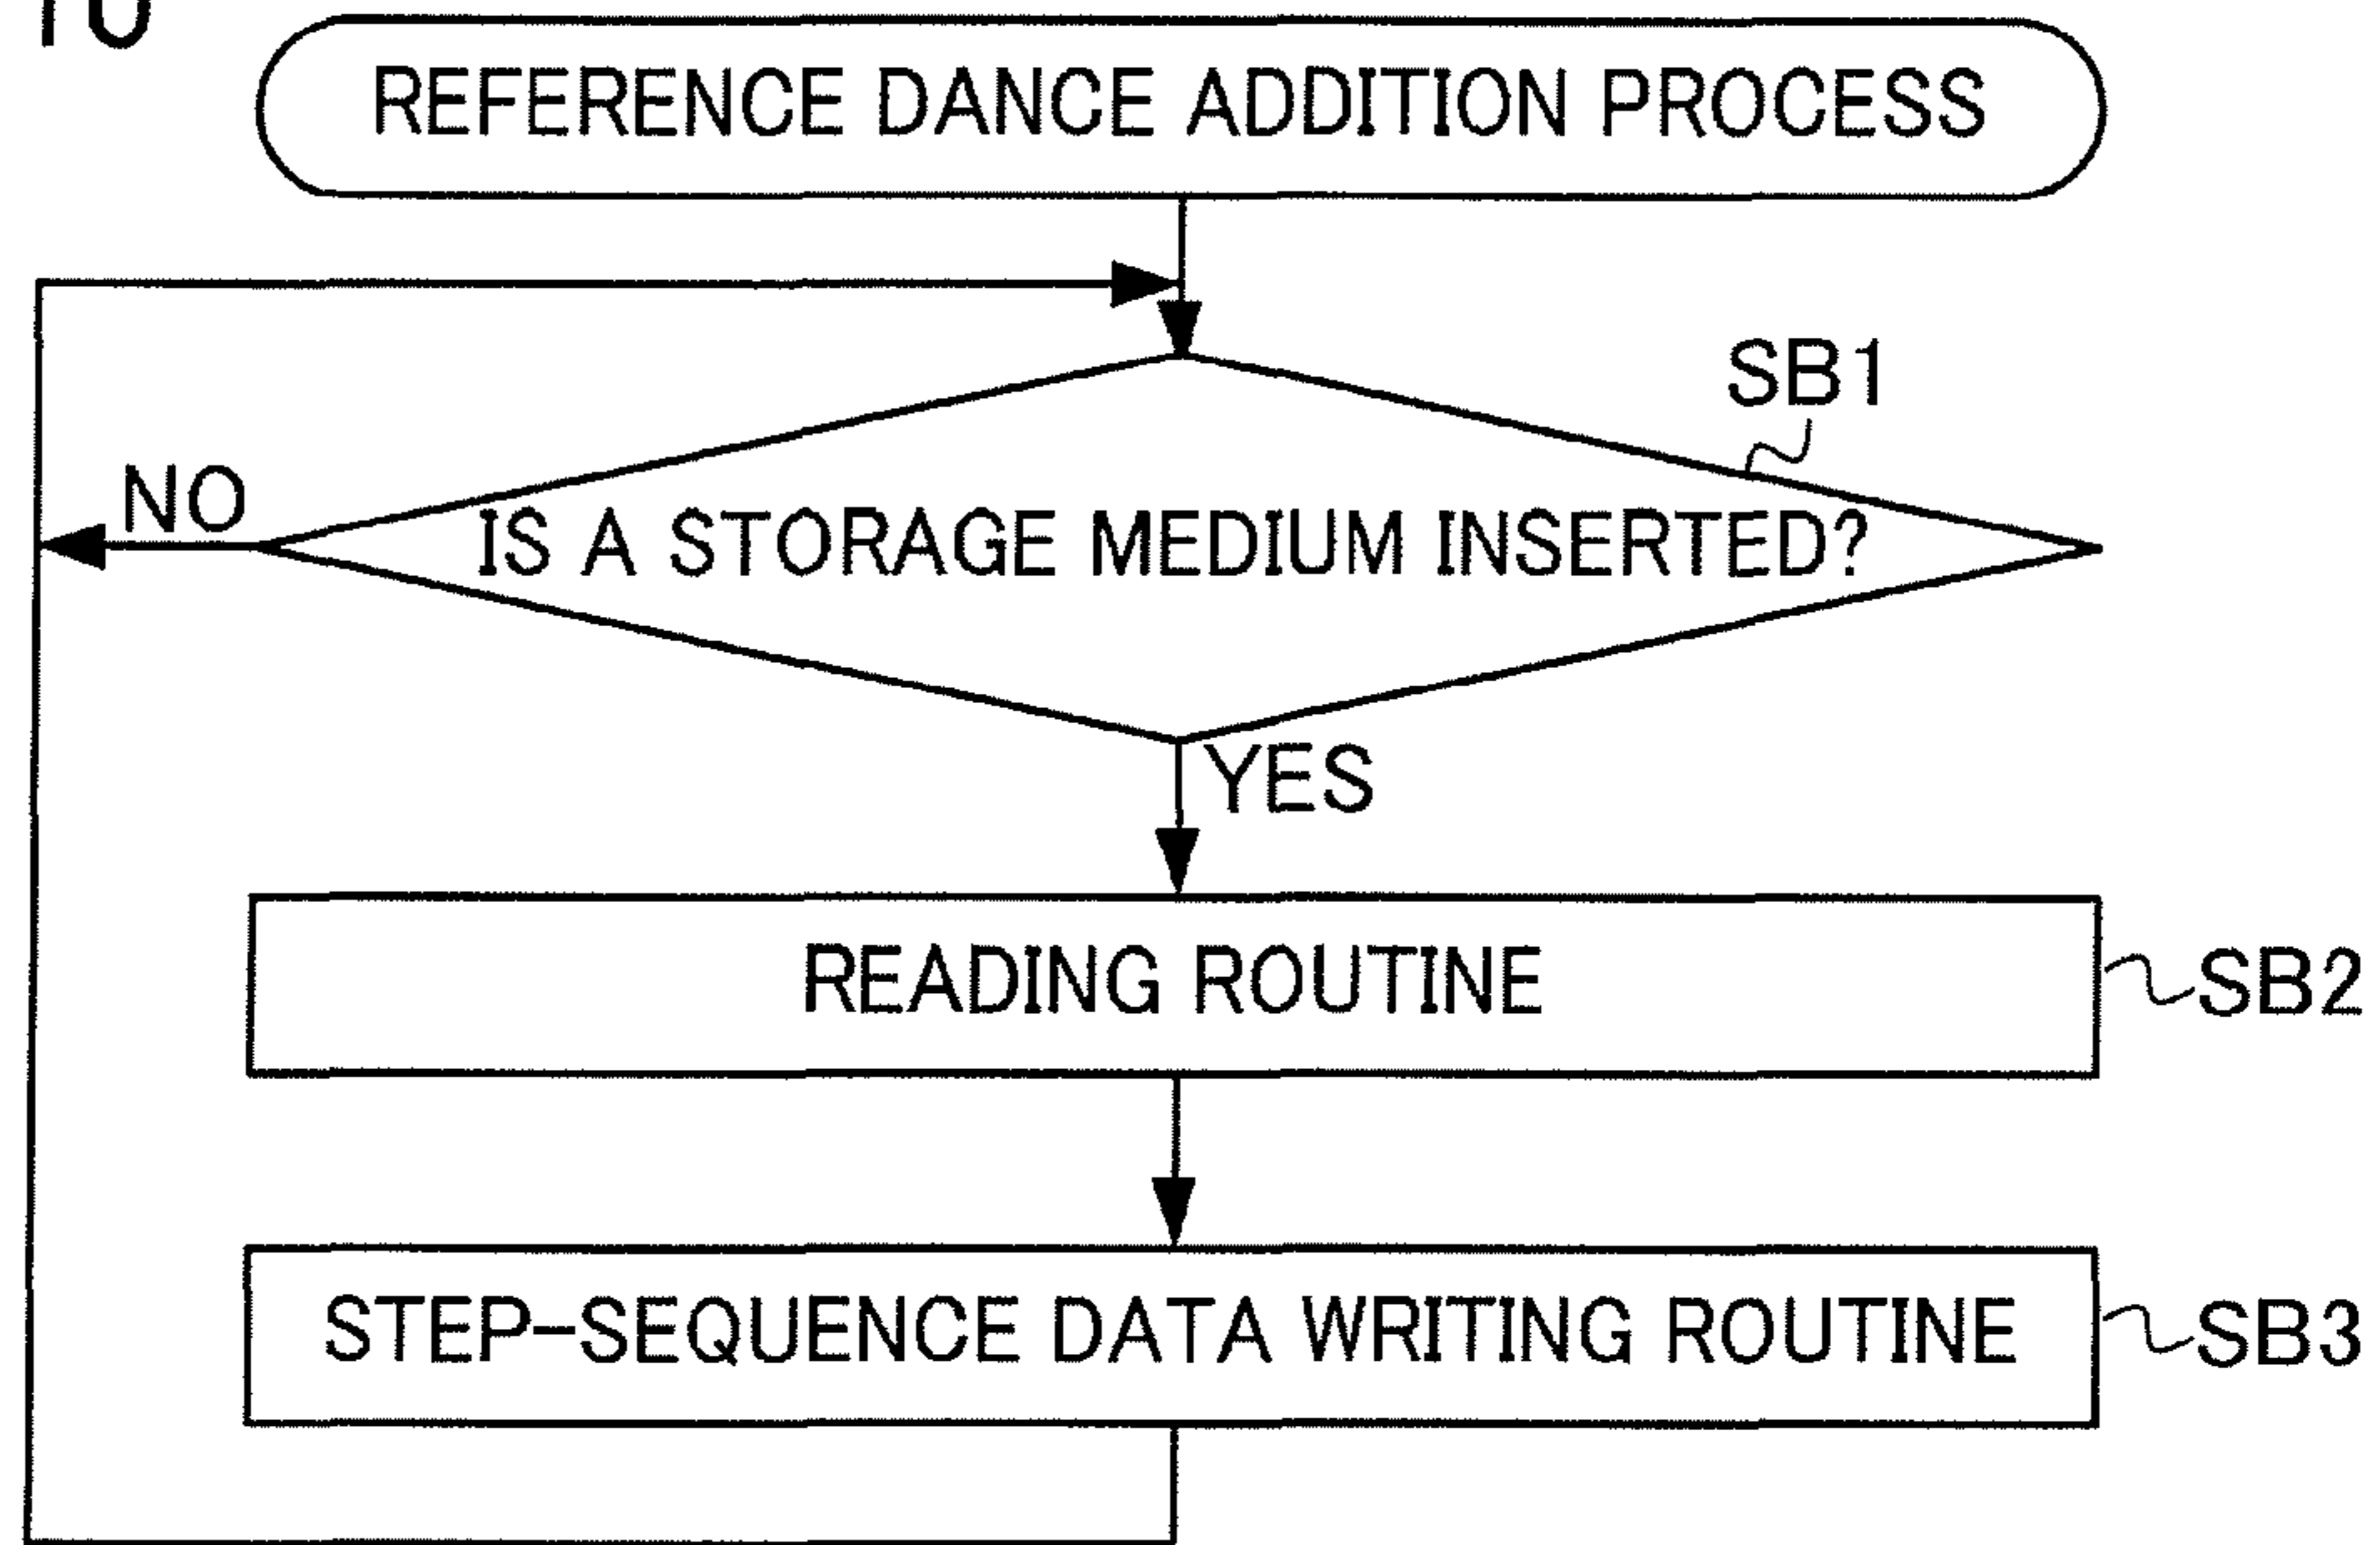 10
REFERENCE DANCE ADDITION PROCESS
SB1
NO
IS A STORAGE MEDIUM INSERTED?
YES
READING ROUTINE
SB2
STEP-SEQUENCE DATA WRITING ROUTINE
SB3